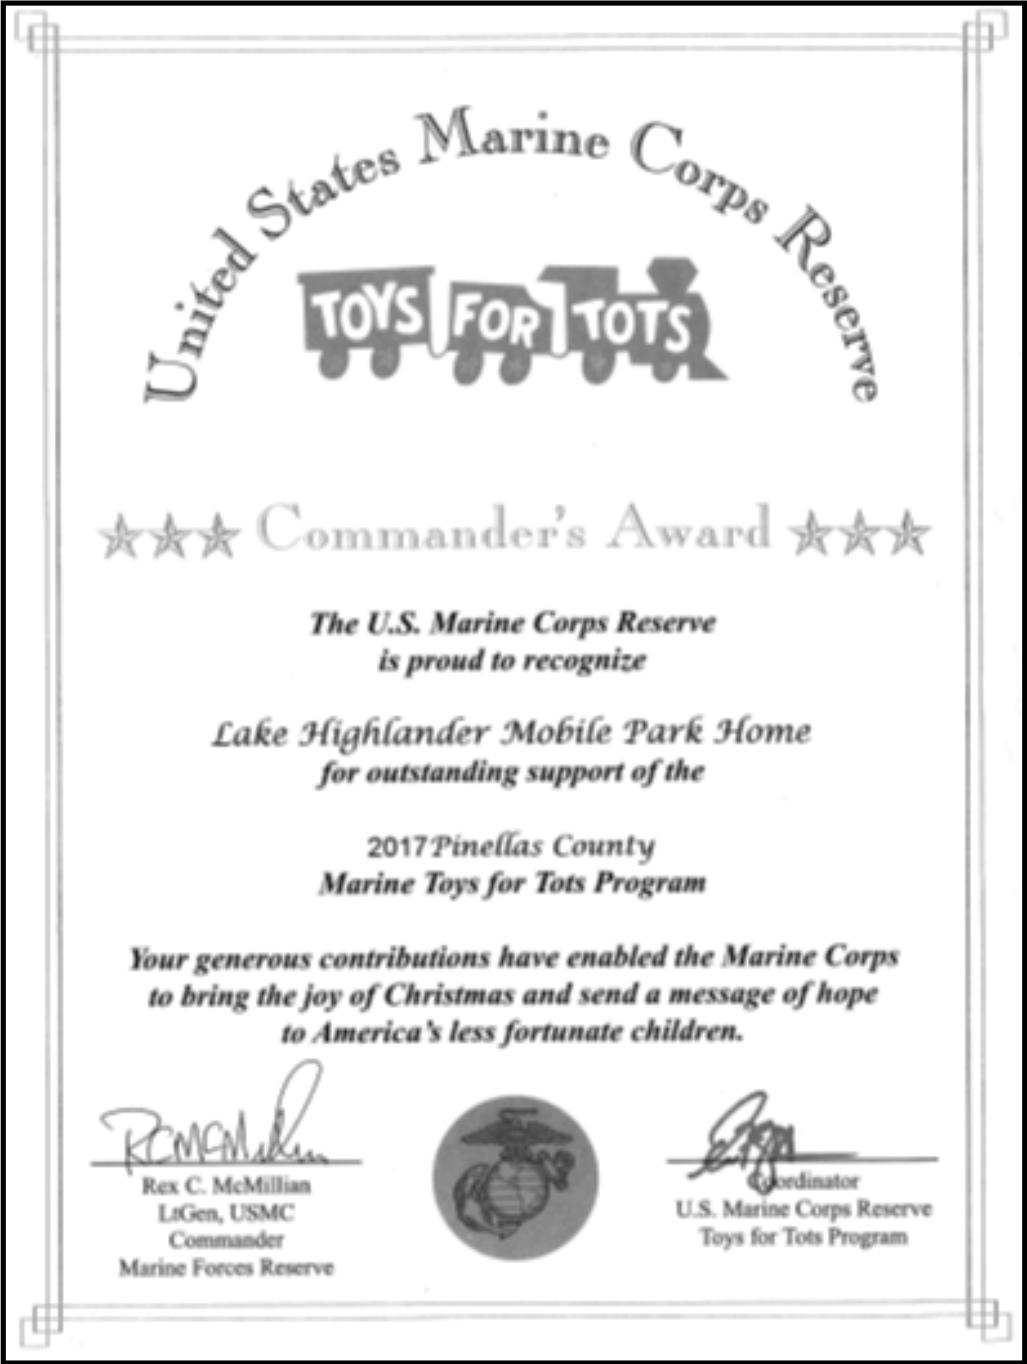 United States Marine Corps Reserve
TOYS FOR TOTS
Commander's Award
The U.S. Marine Corps Reserve
is proud to recognize
Lake Highlander Mobile Park Home
for outstanding support of the
2017 Pinellas County
Marine Toys for Tots Program
Your generous contributions have enabled the Marine Corps
to bring the joy of Christmas and send a message of hope
to America's less fortunate children.
RCMcMillian
Rex C. McMillian
LtGen, USMC
Commander
Marine Forces Reserve
Coordinator
U.S. Marine Corps Reserve
Toys for Tots Program